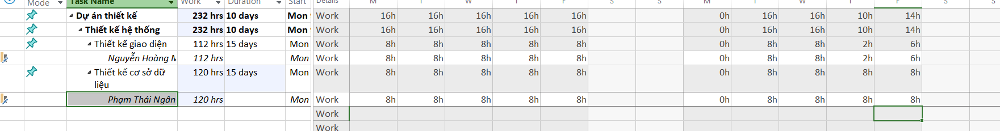 Mode Task Name Work Duration Start Details M T W T F S S M T W T F S S
Dự án thiết kế 232 hrs 10 days Mon Work 16h 16h 16h 16h 16h 0h 16h 16h 10h 14h
Thiết kế hệ thống 232 hrs 10 days Mon Work 16h 16h 16h 16h 16h 0h 16h 16h 10h 14h
Thiết kế giao diện 112 hrs 15 days Mon Work 8h 8h 8h 8h 8h 0h 8h 8h 2h 6h
Nguyễn Hoàng M 112 hrs Mon Work 8h 8h 8h 8h 8h 0h 8h 8h 2h 6h
Thiết kế cơ sở dữ 120 hrs 15 days Mon Work 8h 8h 8h 8h 8h 0h 8h 8h 8h 8h
liệu
Phạm Thái Ngân 120 hrs Mon Work 8h 8h 8h 8h 8h 0h 8h 8h 8h 8h
Work
Work